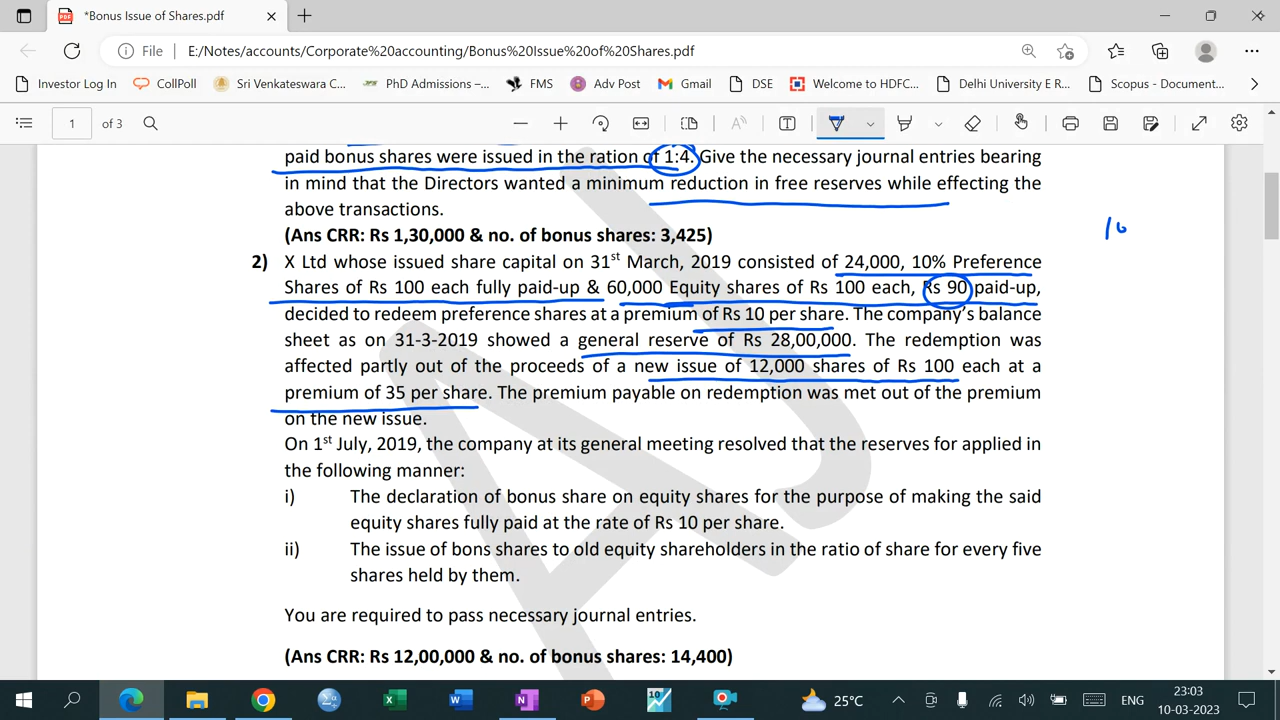 *Bonus Issue of Shares.pdf
File E:/Notes/accounts/Corporate%20accounting/Bonus%20Issue%20of%20Shares.pdf
Investor Log In CollPoll Sri Venkateswara C... PhD Admissions –... FMS Adv Post Gmail DSE Welcome to HDFC... Delhi University E R... Scopus - Document...
1 of 3
paid bonus shares were issued in the ration of 1:4. Give the necessary journal entries bearing
in mind that the Directors wanted a minimum reduction in free reserves while effecting the
above transactions.
(Ans CRR: Rs 1,30,000 & no. of bonus shares: 3,425)
2) X Ltd whose issued share capital on 31st March, 2019 consisted of 24,000, 10% Preference
Shares of Rs 100 each fully paid-up & 60,000 Equity shares of Rs 100 each, Rs 90 paid-up,
decided to redeem preference shares at a premium of Rs 10 per share. The company's balance
sheet as on 31-3-2019 showed a general reserve of Rs 28,00,000. The redemption was
affected partly out of the proceeds of a new issue of 12,000 shares of Rs 100 each at a
premium of 35 per share. The premium payable on redemption was met out of the premium
on the new issue.
On 1st July, 2019, the company at its general meeting resolved that the reserves for applied in
the following manner:
i) The declaration of bonus share on equity shares for the purpose of making the said
equity shares fully paid at the rate of Rs 10 per share.
ii) The issue of bons shares to old equity shareholders in the ratio of share for every five
shares held by them.
You are required to pass necessary journal entries.
(Ans CRR: Rs 12,00,000 & no. of bonus shares: 14,400)
25°C ENG 23:03
10-03-2023